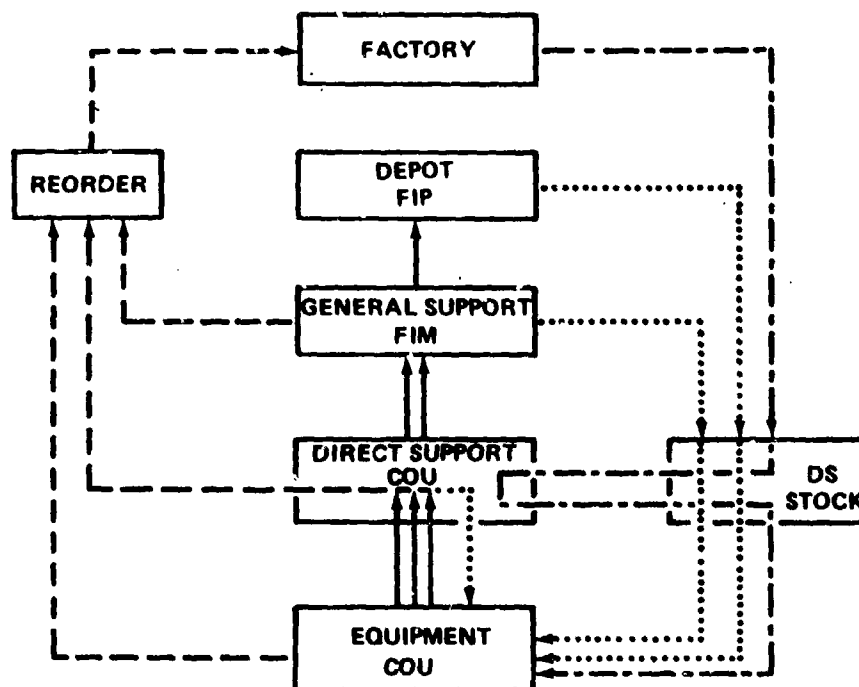 FACTORY
REORDER
DEPOT
FIP
GENERAL SUPPORT
FIM
DIRECT SUPPORT
COU
DS
STOCK
EQUIPMENT
COU